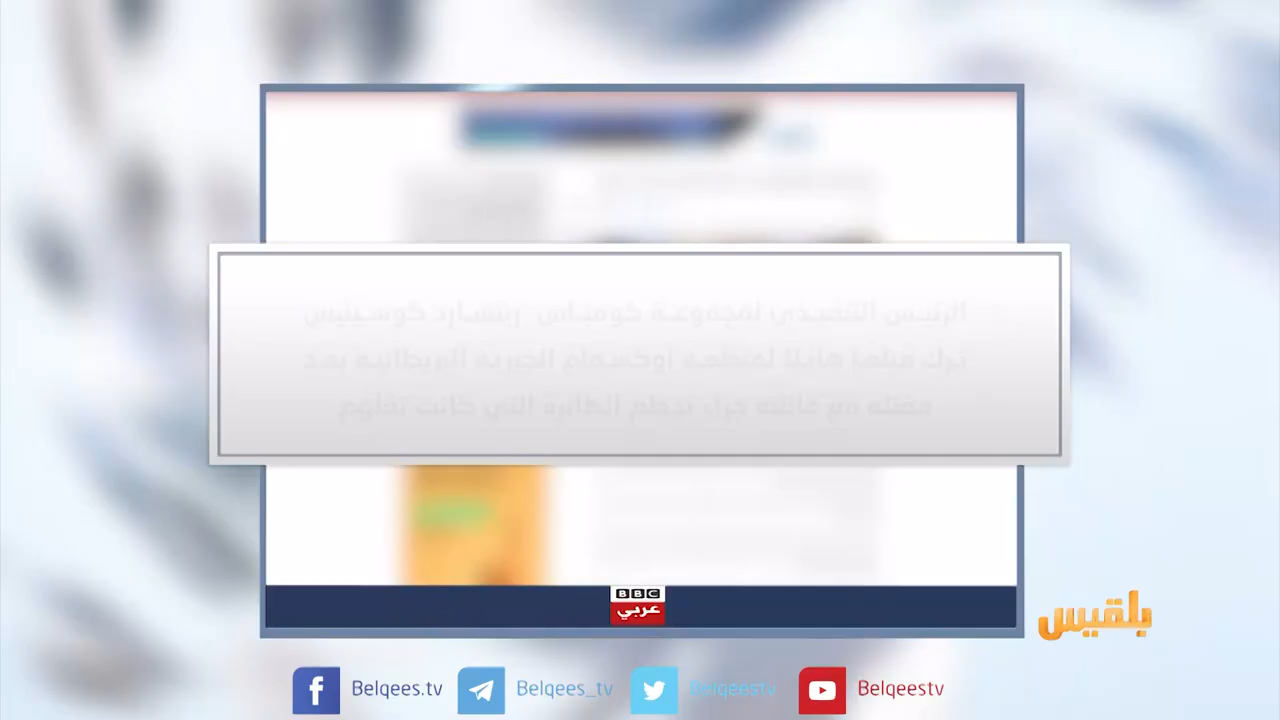 الرئيس التنفيذي لمجموعة كومباس ريتشارد كوسينيس
ترك مبلغا هائلا لمنظمة أوكسفام الخيرية البريطانية بعد
مقتله مع عائلته جراء تحطم الطائرة التي كانت تقلهم
BBC
عربي
بلقيس
Belqees.tv
Belqees_tv
Belqeestv
Belqeestv